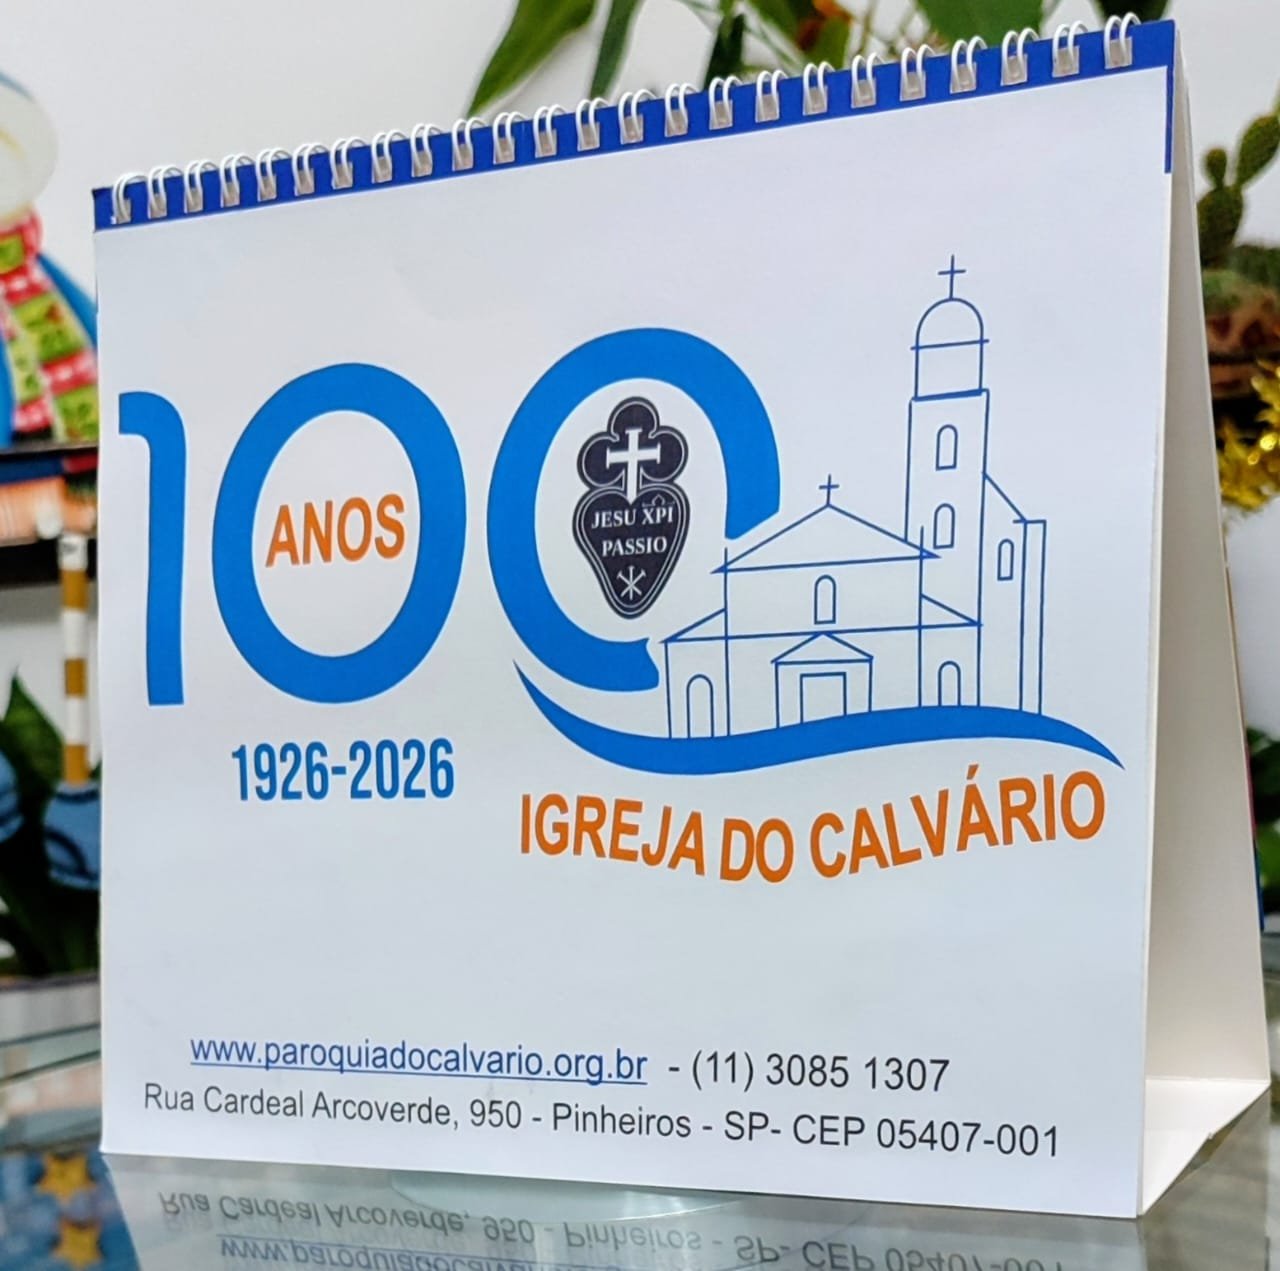 100
ANOS
JESU XPI
PASSIO
1926-2026
IGREJA DO CALVÁRIO
www.paroquiadocalvario.org.br - (11) 3085 1307
Rua Cardeal Arcoverde, 950 - Pinheiros - SP- CEP 05407-001